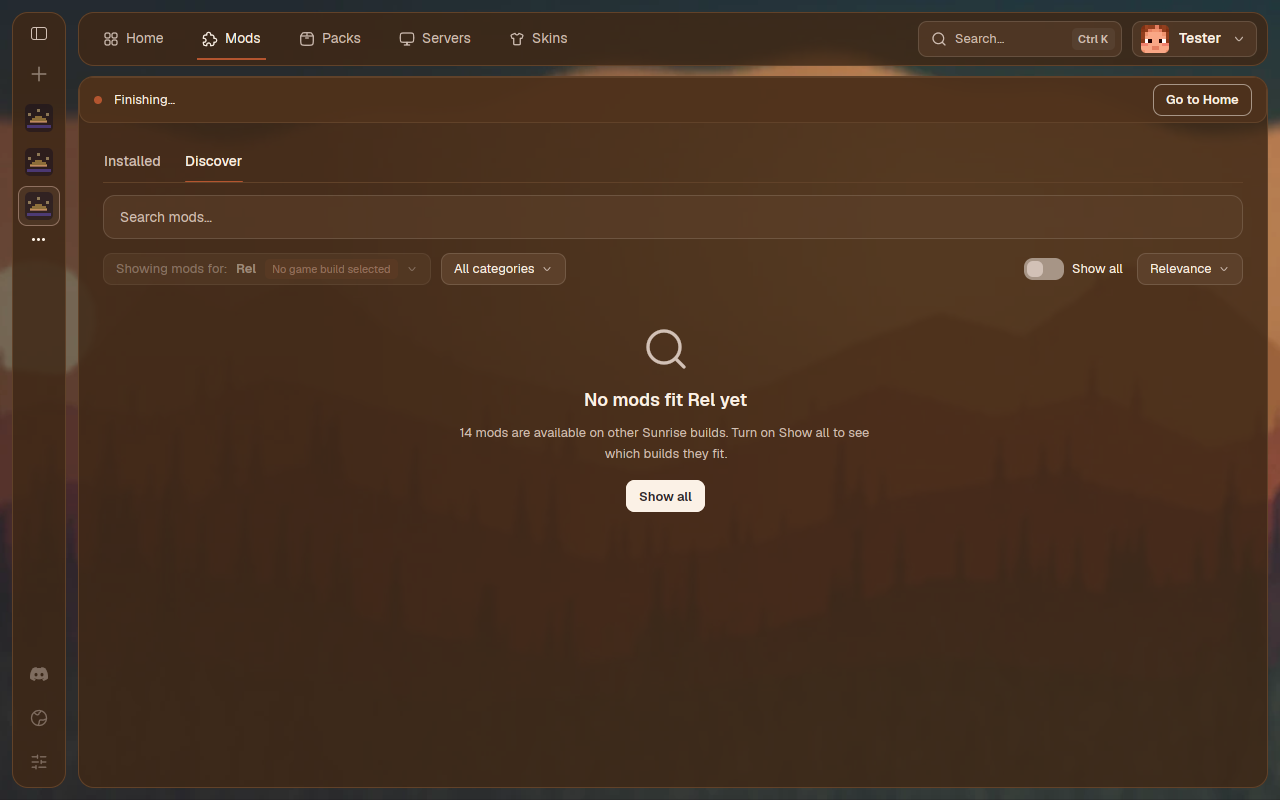 Home
Mods
Packs
Servers
Skins
Search...
Ctrl K
Tester
Finishing...
Go to Home
Installed
Discover
Search mods...
Showing mods for: Rel No game build selected
All categories
Show all
Relevance
No mods fit Rel yet
14 mods are available on other Sunrise builds. Turn on Show all to see
which builds they fit.
Show all